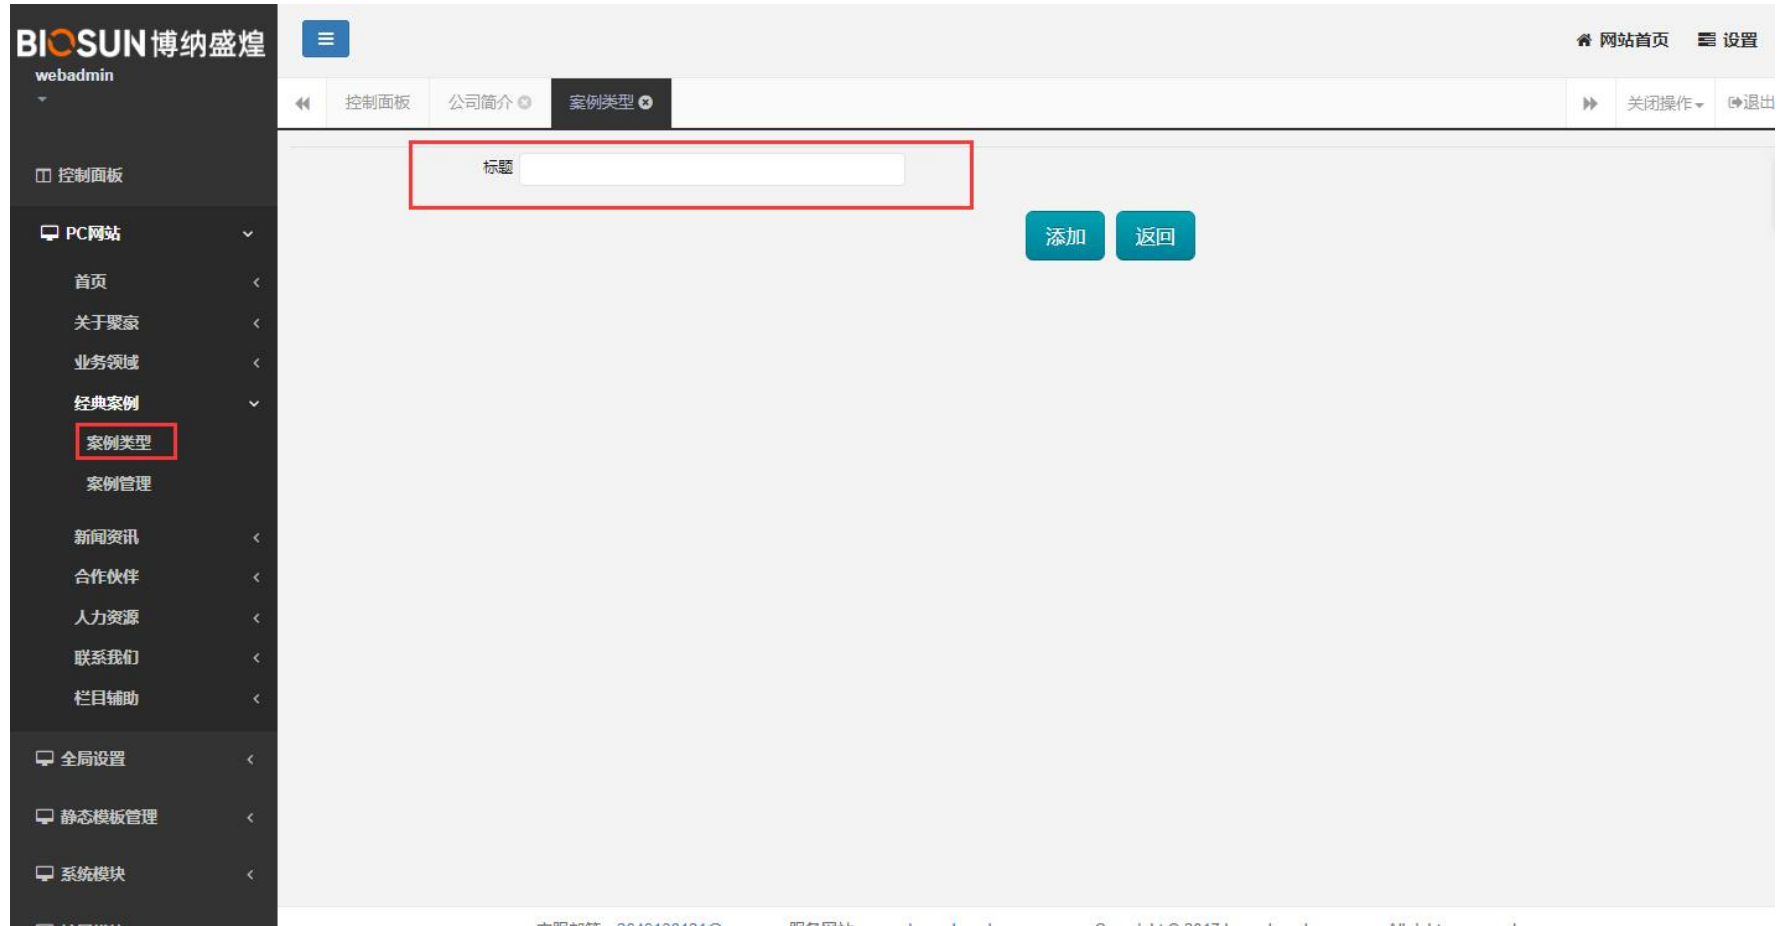 BIOSUN博纳盛煌
webadmin
网站首页 设置
控制面板 公司简介 案例类型 关闭操作 退出
控制面板
标题
添加 返回
PC网站
首页
关于聚豪
业务领域
经典案例
案例类型
案例管理
新闻资讯
合作伙伴
人力资源
联系我们
栏目辅助
全局设置
静态模板管理
系统模块